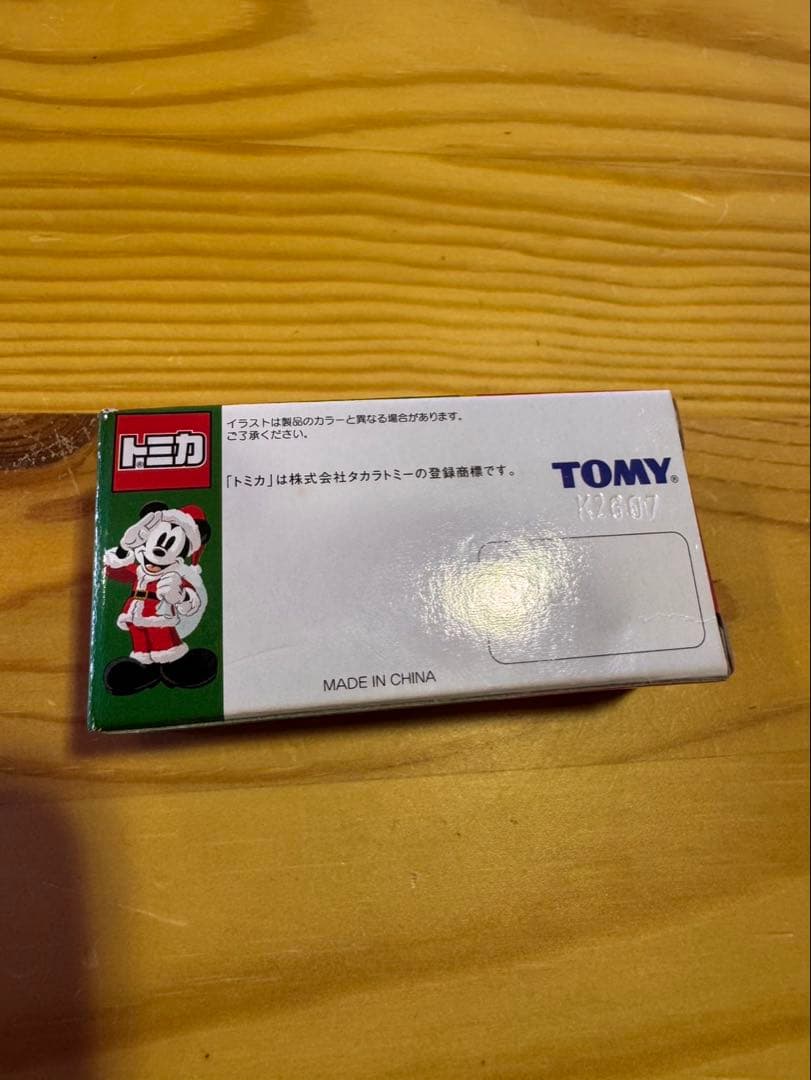 トミカ®
イラストは製品のカラーと異なる場合があります。
ご了承ください。
「トミカ」は株式会社タカラトミーの登録商標です。
TOMY®
K2607
MADE IN CHINA